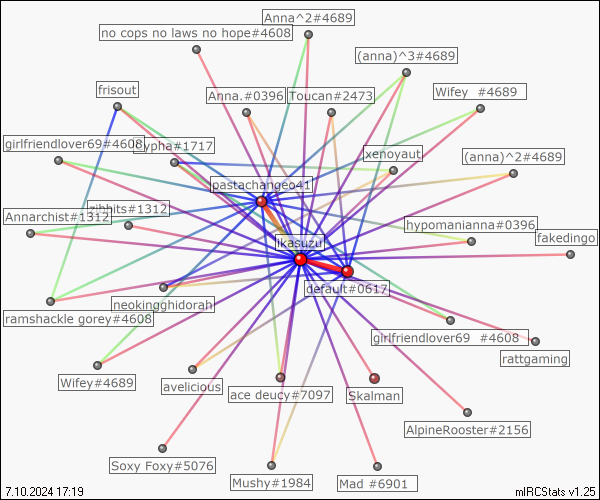 Anna^2#4689
no cops no laws no hope#4608
(anna)^3#4689
frisout
Anna.#0396
Toucan#2473
Wifey #4689
girlfriendlover69#4608
xenoyaut
(anna)^2#4689
pastachangeo41
Annarchist#1312
zihhits#1312
hypomanianna#0396
ikasuzu
fakedingo
neokingghidorah
default#0617
ramshackle gorey#4608
girlfriendlover69 #4608
rattgaming
Wifey#4689
avelicious
ace deucy#7097
Skalman
AlpineRooster#2156
Soxy Foxy#5076
Mushy#1984
Mad #6901
7.10.2024 17:19
mIRCStats v1.25